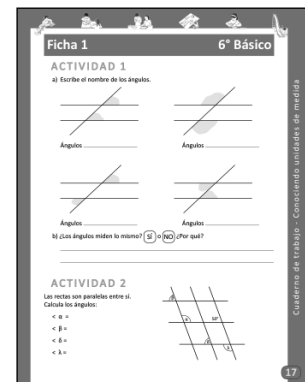 Ficha 1
6° Básico
ACTIVIDAD 1
a) Escribe el nombre de los ángulos.
Ángulos
Ángulos
Ángulos
Ángulos
b) ¿Los ángulos miden lo mismo? SÍ o NO ¿Por qué?
ACTIVIDAD 2
Las rectas son paralelas entre sí.
Calcula los ángulos:
< α =
< β =
< δ =
< λ =
Cuaderno de trabajo - Conociendo unidades de medida
17